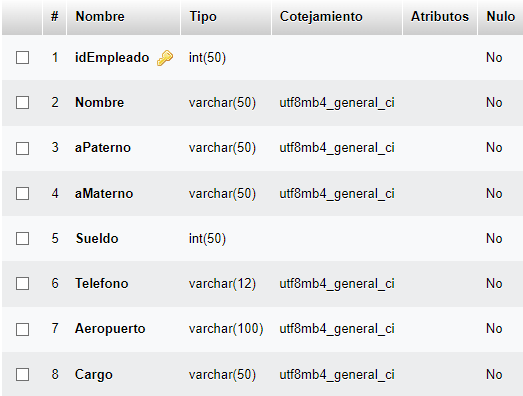 # Nombre Tipo Cotejamiento Atributos Nulo
1 idEmpleado int(50) No
2 Nombre varchar(50) utf8mb4_general_ci No
3 aPaterno varchar(50) utf8mb4_general_ci No
4 aMaterno varchar(50) utf8mb4_general_ci No
5 Sueldo int(50) No
6 Telefono varchar(12) utf8mb4_general_ci No
7 Aeropuerto varchar(100) utf8mb4_general_ci No
8 Cargo varchar(50) utf8mb4_general_ci No